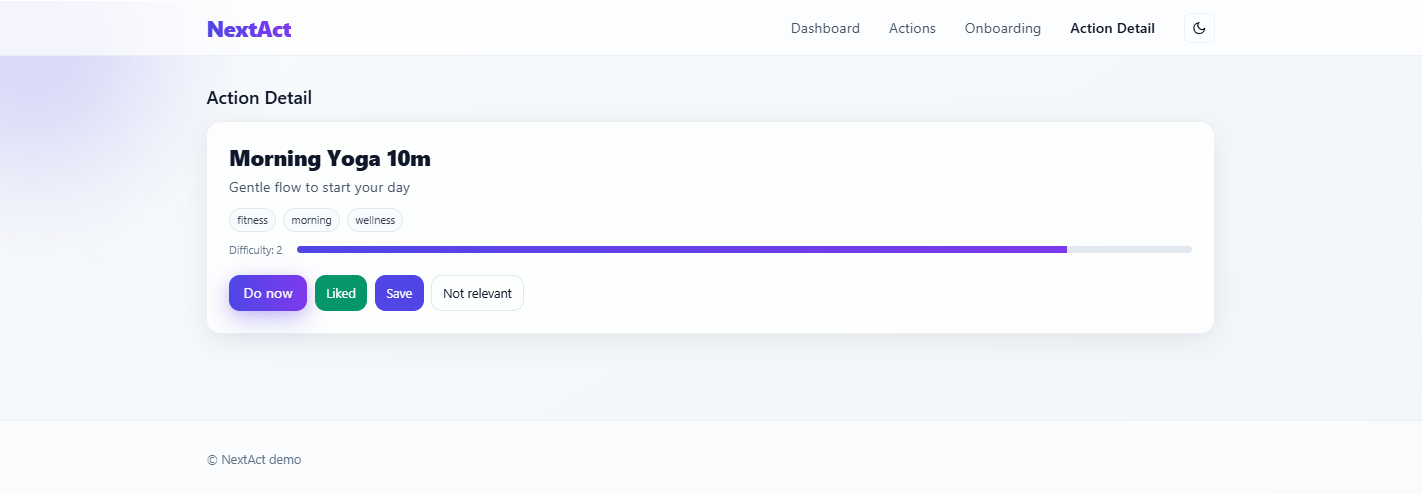 NextAct
Dashboard Actions Onboarding Action Detail
Action Detail
Morning Yoga 10m
Gentle flow to start your day
fitness morning wellness
Difficulty: 2
Do now Liked Save Not relevant
© NextAct demo